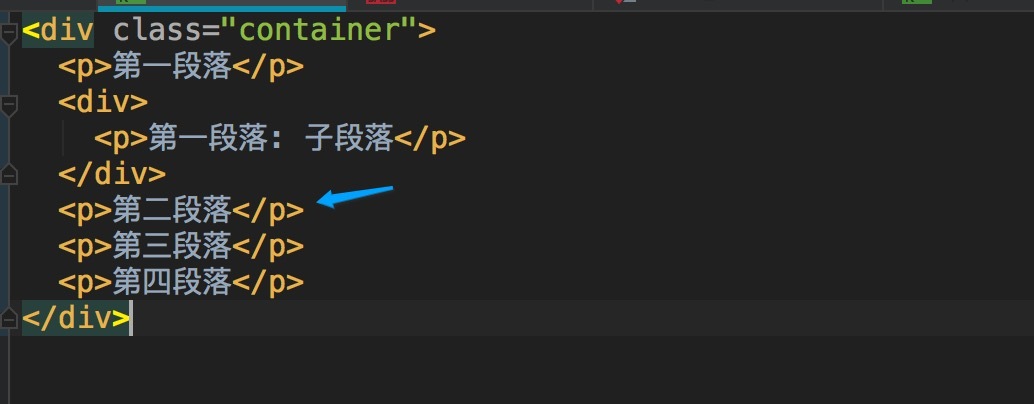 <div class="container">
  <p>第一段落</p>
  <div>
    <p>第一段落: 子段落</p>
  </div>
  <p>第二段落</p>
  <p>第三段落</p>
  <p>第四段落</p>
</div>